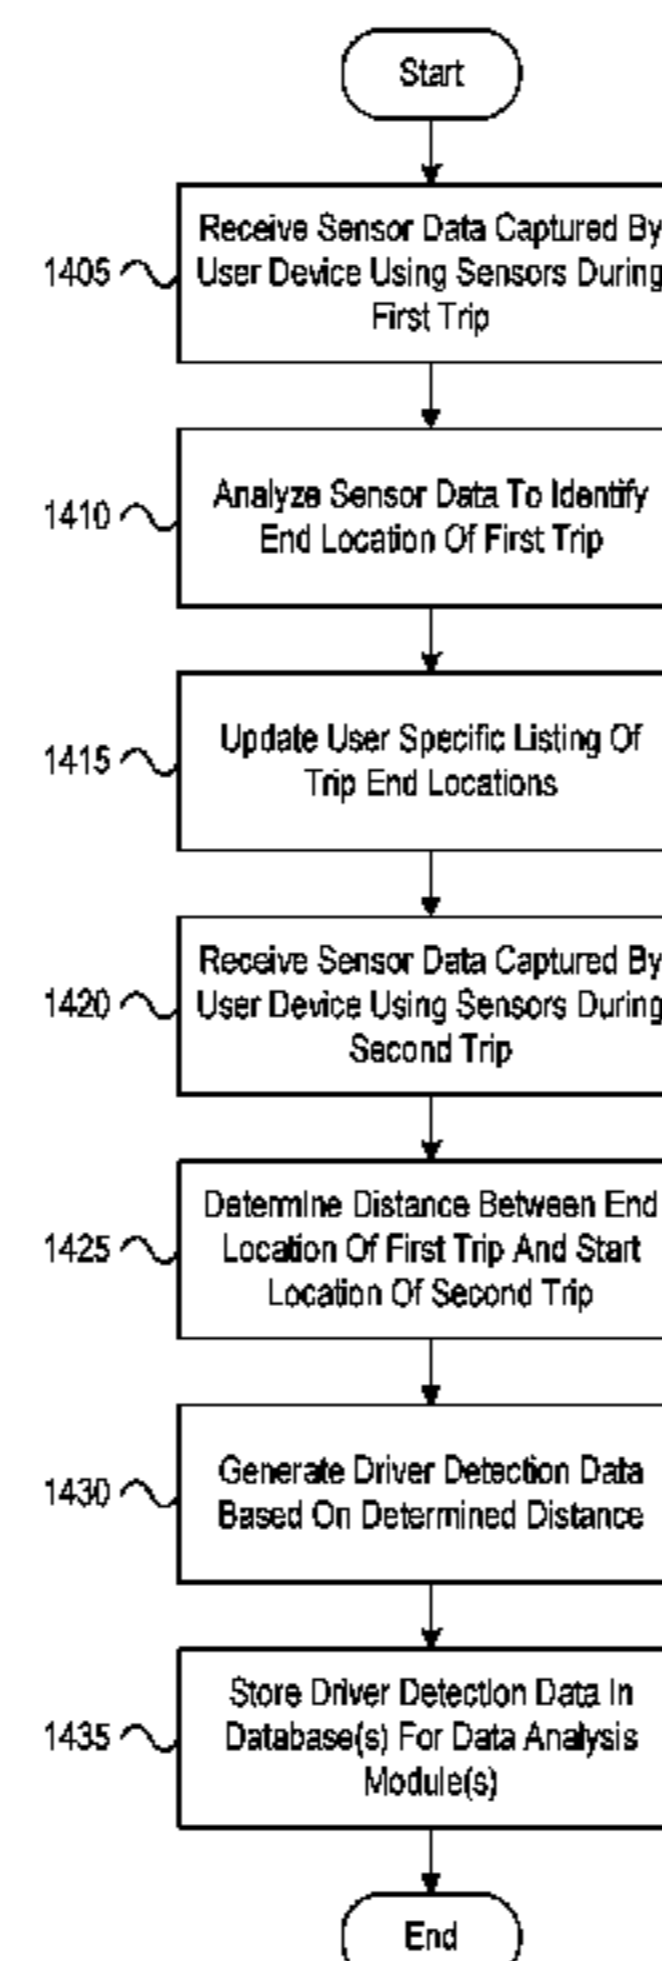 Start
Receive Sensor Data Captured By
1405
User Device Using Sensors During
First Trip
Analyze Sensor Data To Identify
1410
End Location Of First Trip
Update User Specific Listing Of
1415
Trip End Locations
Receive Sensor Data Captured By
1420
User Device Using Sensors During
Second Trip
Determine Distance Between End
1425
Location Of First Trip And Start
Location Of Second Trip
Generate Driver Detection Data
1430
Based On Determined Distance
Store Driver Detection Data In
1435
Database(s) For Data Analysis
Module(s)
End